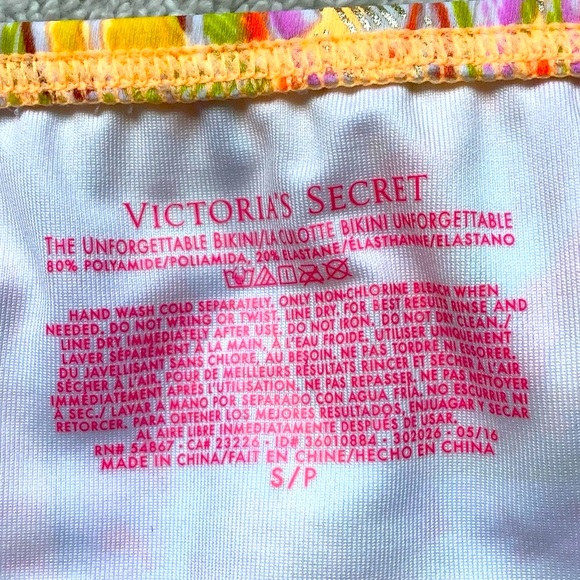 VICTORIA'S SECRET
THE UNFORGETTABLE BIKINI/LA CULOTTE BIKINI UNFORGETTABLE
80% POLYAMIDE/POLIAMIDA, 20% ELASTANE/ÉLASTHANNE/ELASTANO
HAND WASH COLD SEPARATELY. ONLY NON-CHLORINE BLEACH WHEN
NEEDED. DO NOT WRING OR TWIST. LINE DRY. FOR BEST RESULTS RINSE AND
LINE DRY IMMEDIATELY AFTER USE. DO NOT IRON. DO NOT DRY CLEAN./
LAVER SÉPARÉMENT À LA MAIN, À L'EAU FROIDE. UTILISER UNIQUEMENT
DU JAVELLISANT SANS CHLORE, AU BESOIN. NE PAS TORDRE NI ESSORER.
SÉCHER À L'AIR. POUR DE MEILLEURS RÉSULTATS RINCER ET SÉCHER À L'AIR
IMMÉDIATEMENT APRÈS L'UTILISATION. NE PAS REPASSER. NE PAS NETTOYER
À SEC./ LAVAR A MANO POR SEPARADO CON AGUA FRÍA. NO ESCURRIR NI
RETORCER. PARA OBTENER LOS MEJORES RESULTADOS, ENJUAGAR Y SECAR
AL AIRE LIBRE INMEDIATAMENTE DESPUÉS DE USAR.
RN# 54867 - CA# 23226 - ID# 36010884 - 302026 - 05/16
MADE IN CHINA/FAIT EN CHINE/HECHO EN CHINA
S/P